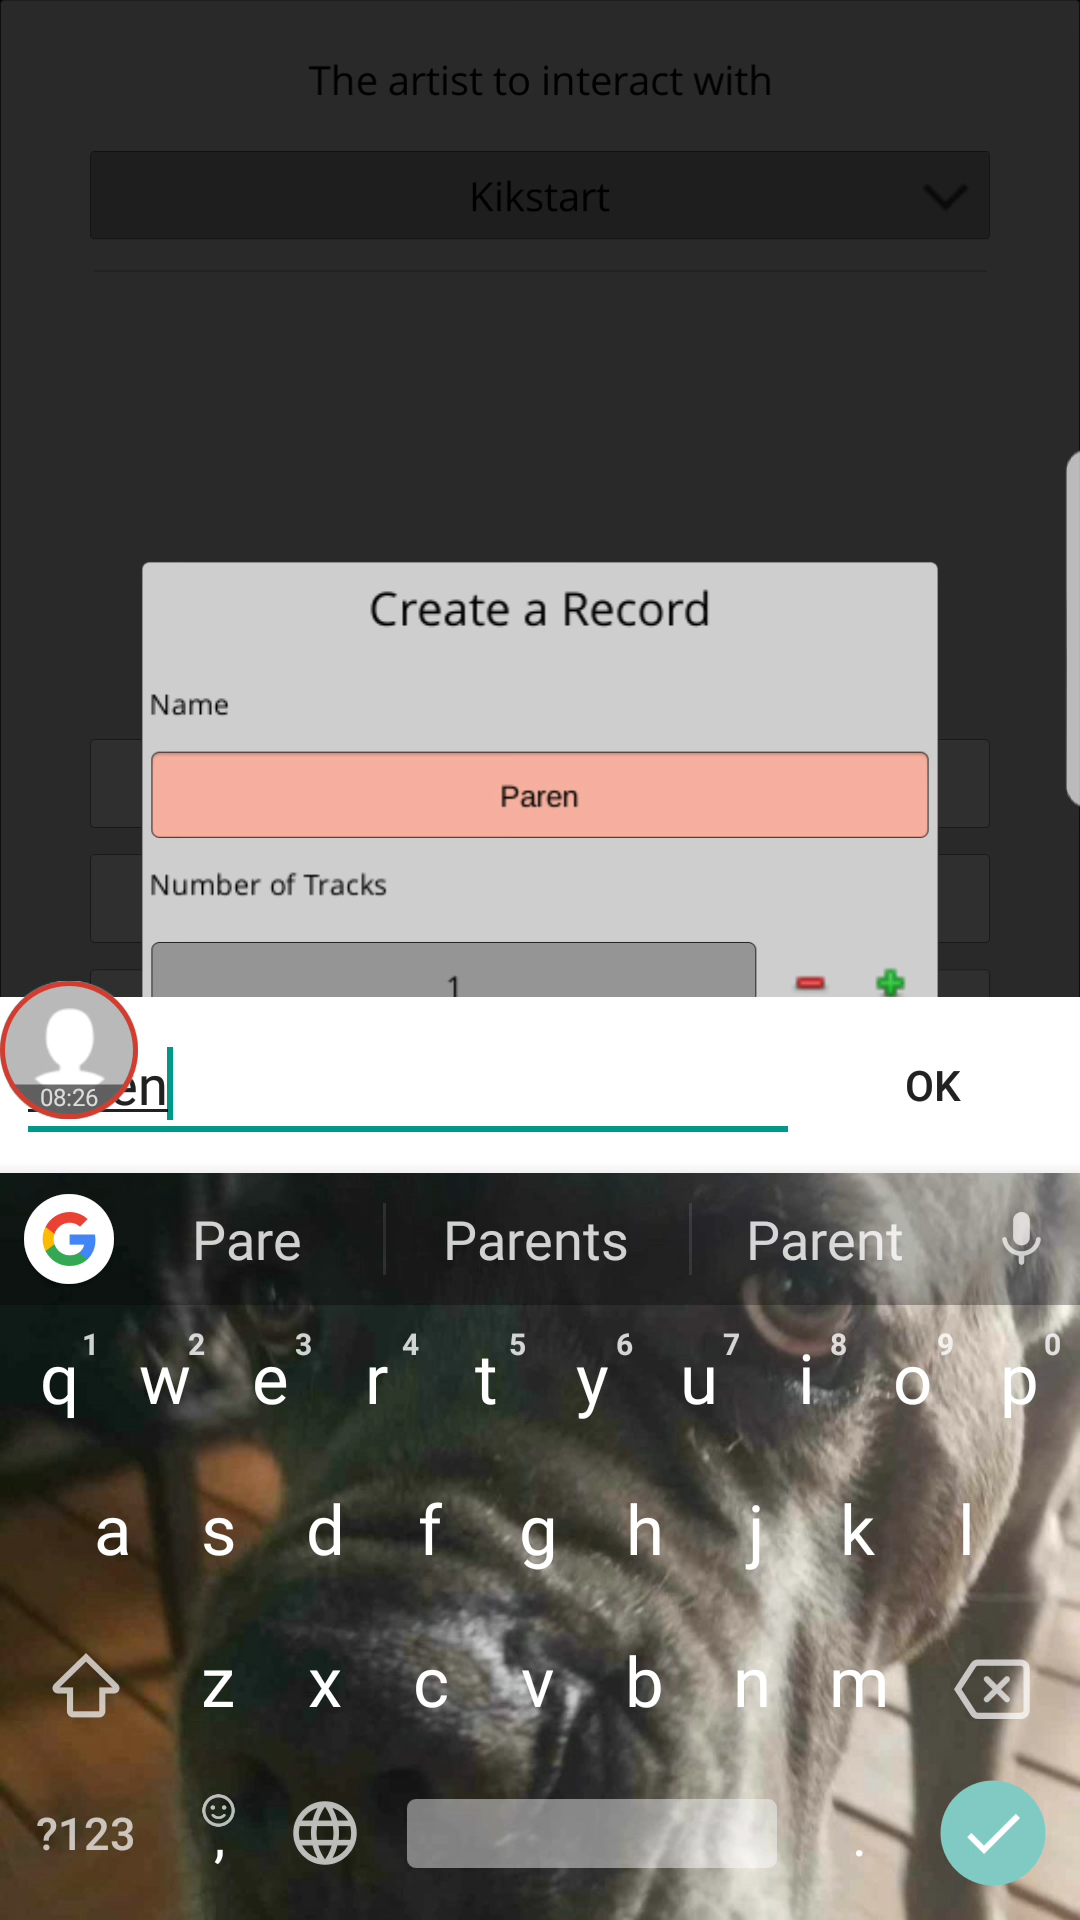 The artist to interact with
Kikstart
Create a Record
Name
Paren
Number of Tracks
1
08:26
en
OK
Pare Parents Parent
1 2 3 4 5 6 7 8 9 0
q w e r t y u i o p
a s d f g h j k l
z x c v b n m
?123 , .